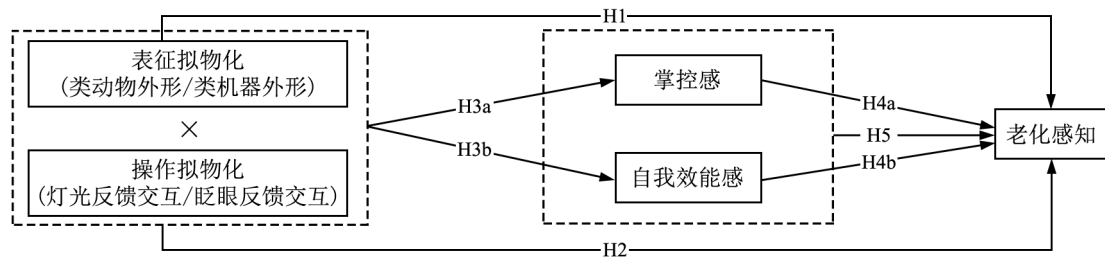 H1
表征拟物化
(类动物外形/类机器外形)
×
操作拟物化
(灯光反馈交互/眨眼反馈交互)
H3a
H3b
掌控感
自我效能感
H4a
H5
H4b
老化感知
H2